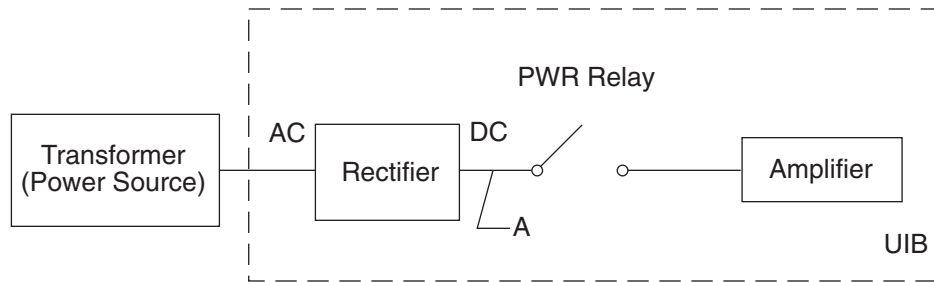 PWR Relay
AC
DC
Transformer
(Power Source)
Rectifier
Amplifier
A
UIB